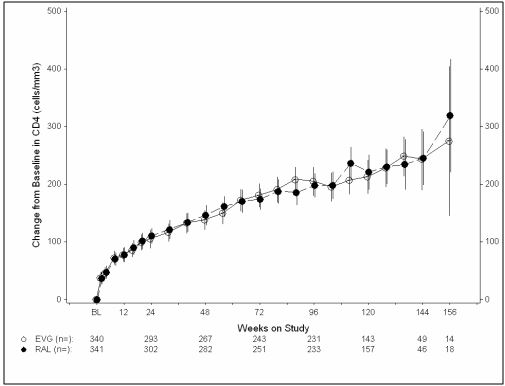 500
400
300
200
100
0
Change from Baseline in CD4 (cells/mm3)
500
400
300
200
100
0
BL 12 24 48 72 96 120 144 156
Weeks on Study
EVG (n=): 340 293 267 243 231 143 49 14
RAL (n=): 341 302 282 251 233 157 46 18